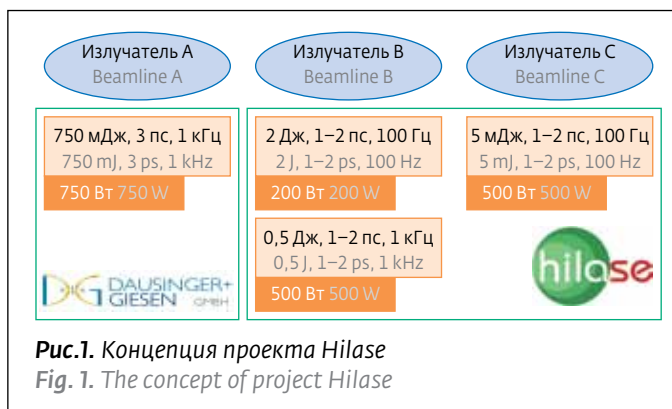 Излучатель A
Beamline A
Излучатель B
Beamline B
Излучатель C
Beamline C
750 мДж, 3 пс, 1 кГц
750 mJ, 3 ps, 1 kHz
750 Вт 750 W
2 Дж, 1–2 пс, 100 Гц
2 J, 1–2 ps, 100 Hz
200 Вт 200 W
0,5 Дж, 1–2 пс, 1 кГц
0,5 J, 1–2 ps, 1 kHz
500 Вт 500 W
5 мДж, 1–2 пс, 100 Гц
5 mJ, 1–2 ps, 100 Hz
500 Вт 500 W
D+G DAUSINGER+
GIESEN GMBH
hilase
Рис.1. Концепция проекта Hilase
Fig. 1. The concept of project Hilase